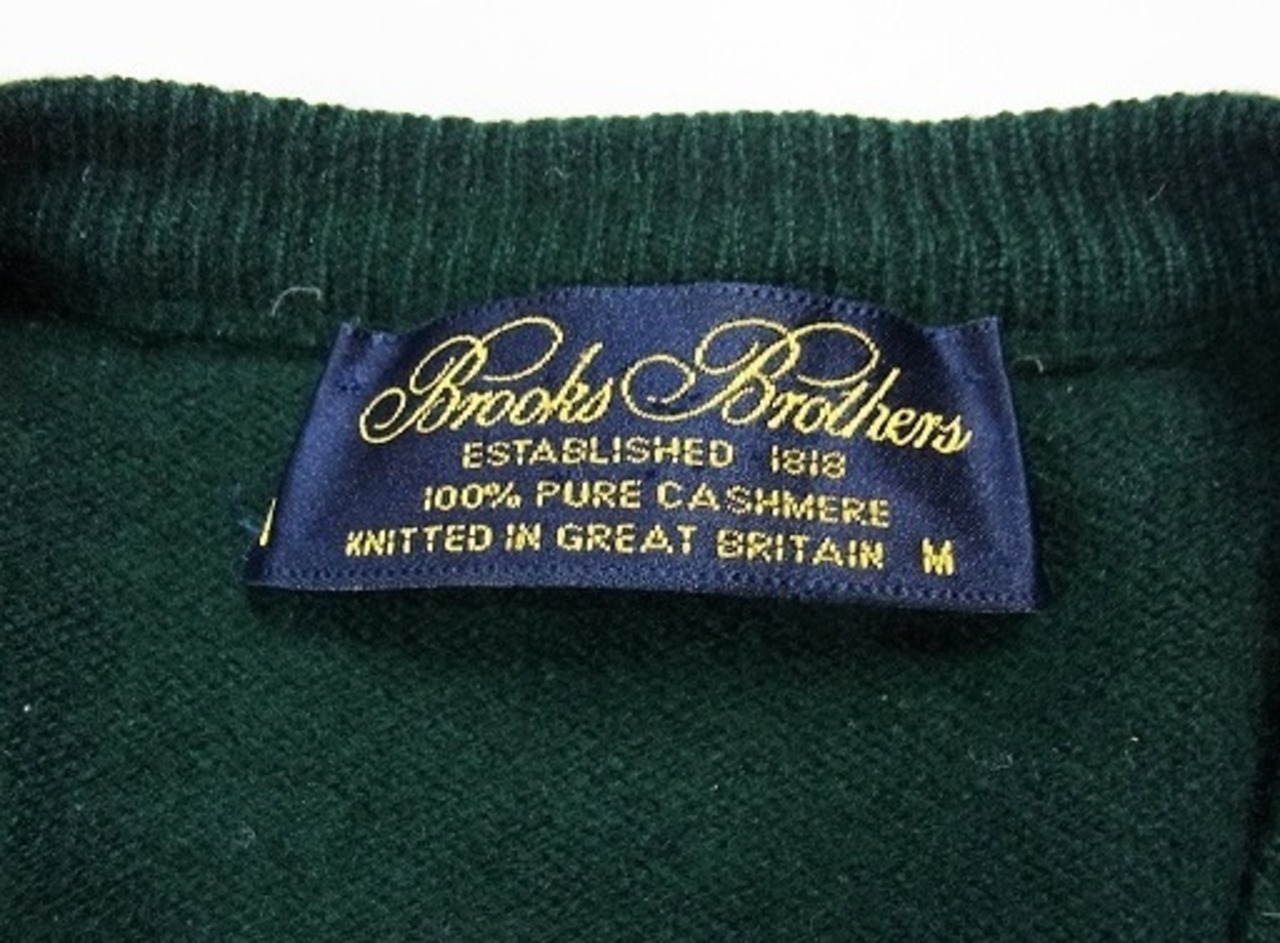 Brooks Brothers
ESTABLISHED 1818
100% PURE CASHMERE
KNITTED IN GREAT BRITAIN M